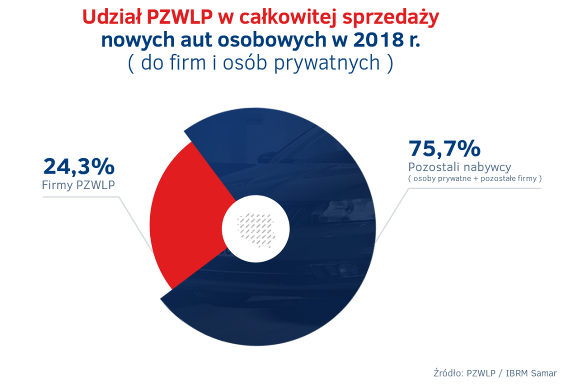 Udział PZWLP w całkowitej sprzedaży
nowych aut osobowych w 2018 r.
( do firm i osób prywatnych )
24,3%
Firmy PZWLP
75,7%
Pozostali nabywcy
( osoby prywatne + pozostałe firmy )
Źródło: PZWLP / IBRM Samar